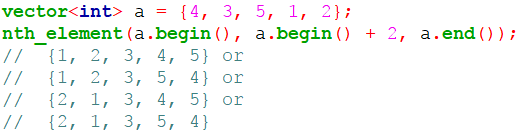 vector<int> a = {4, 3, 5, 1, 2};
nth_element(a.begin(), a.begin() + 2, a.end());
//  {1, 2, 3, 4, 5} or
//  {1, 2, 3, 5, 4} or
//  {2, 1, 3, 4, 5} or
//  {2, 1, 3, 5, 4}